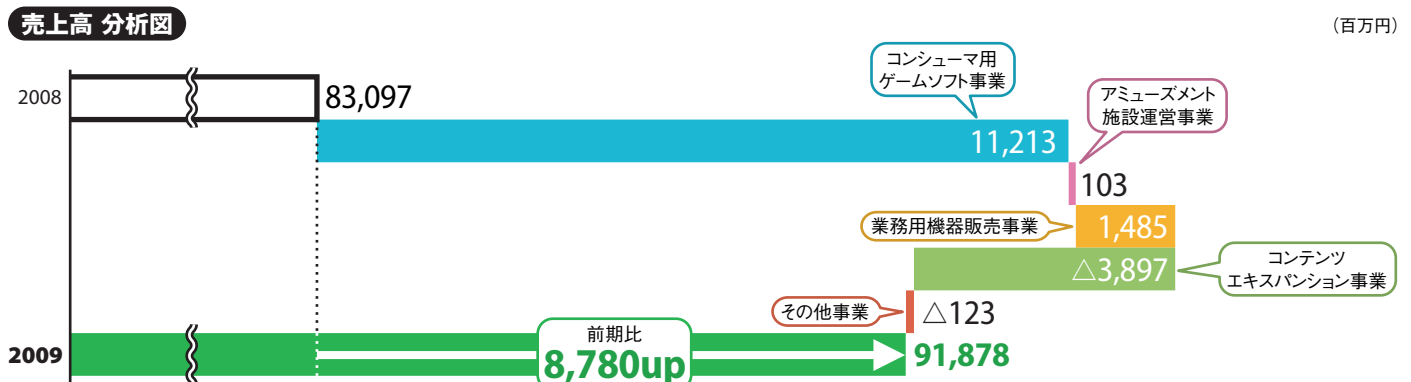 売上高 分析図
（百万円）
コンシューマ用
ゲームソフト事業
2008
83,097
アミューズメント
施設運営事業
11,213
103
業務用機器販売事業
1,485
コンテンツ
エキスパンション事業
△3,897
その他事業
△123
前期比
2009
8,780up
91,878